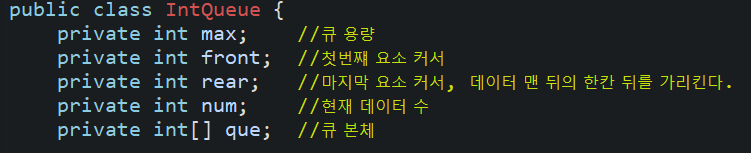 public class IntQueue {
    private int max;    //큐 용량
    private int front;  //첫번째 요소 커서
    private int rear;   //마지막 요소 커서, 데이터 맨 뒤의 한칸 뒤를 가리킨다.
    private int num;    //현재 데이터 수
    private int[] que;  //큐 본체